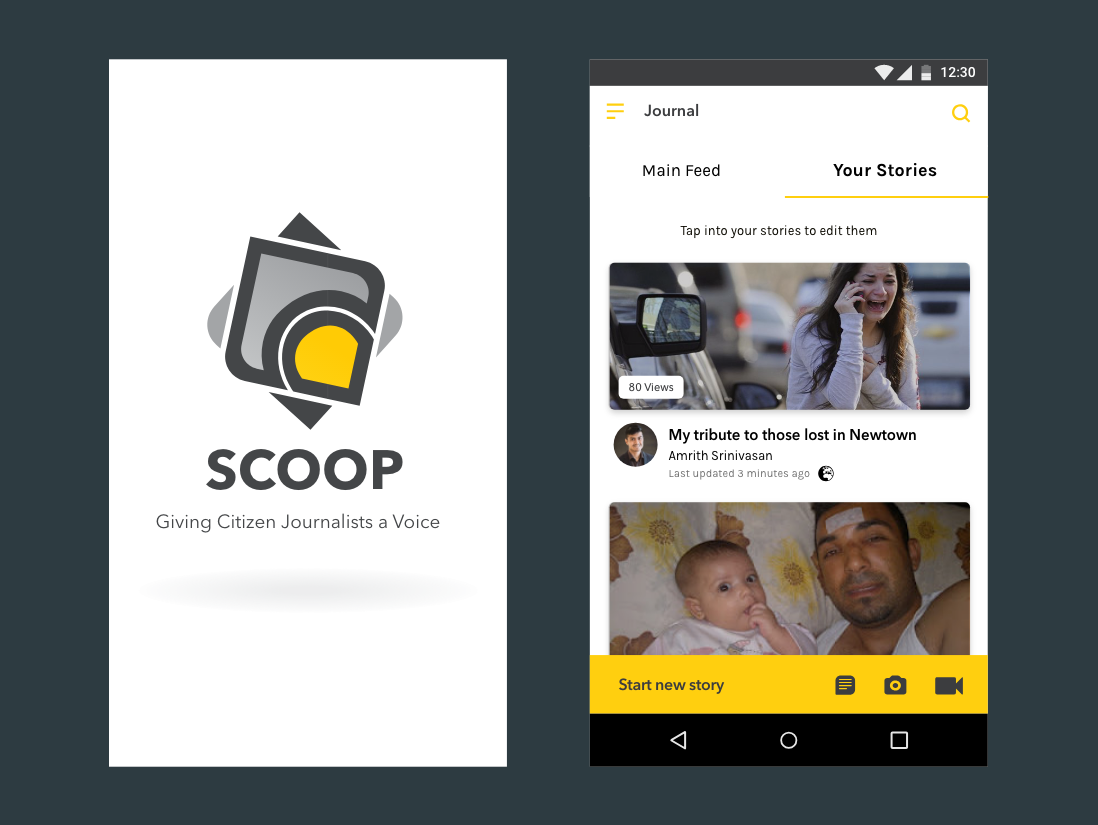 SCOOP
Giving Citizen Journalists a Voice
12:30
Journal
Main Feed
Your Stories
Tap into your stories to edit them
80 Views
My tribute to those lost in Newtown
Amrith Srinivasan
Last updated 3 minutes ago
Start new story